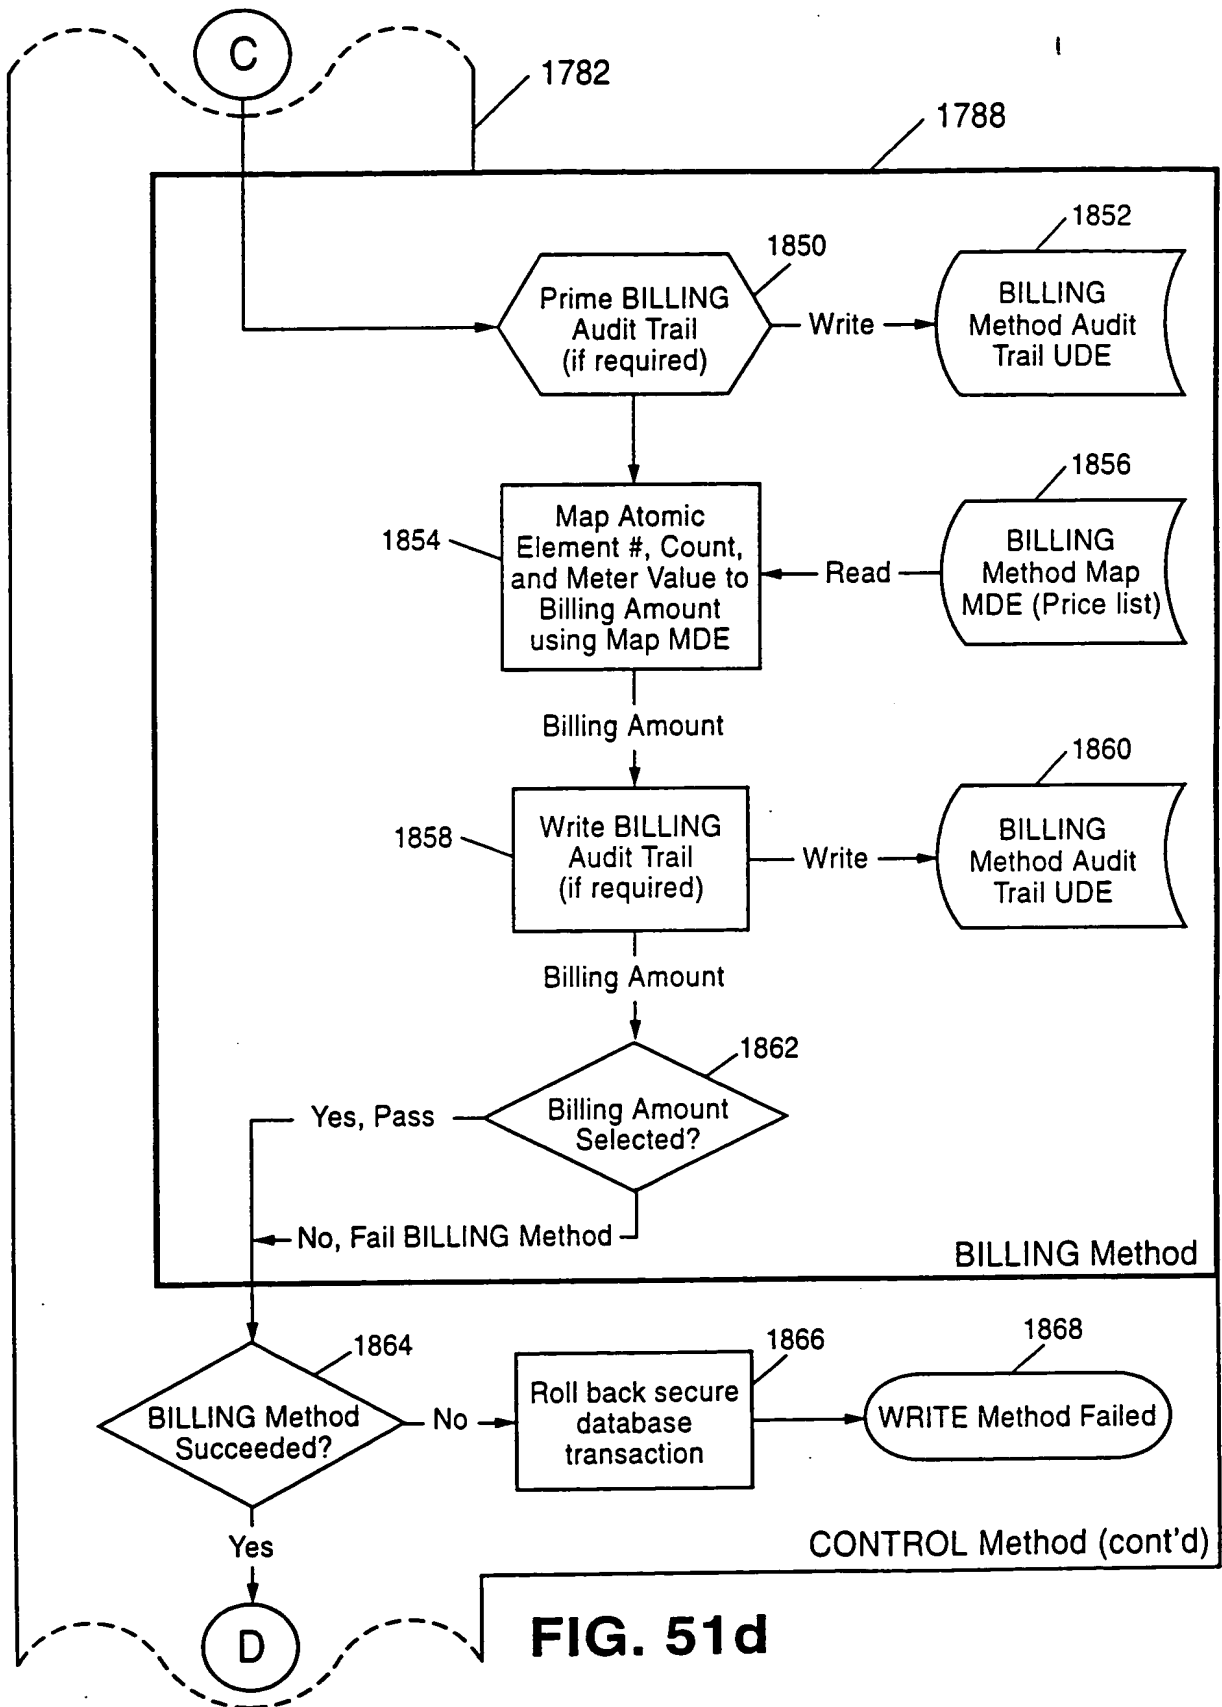 C
1782
1788
1850
1852
Prime BILLING
Audit Trail
(if required)
Write
BILLING
Method Audit
Trail UDE
1854
1856
Map Atomic
Element #, Count,
and Meter Value to
Billing Amount
using Map MDE
Read
BILLING
Method Map
MDE (Price list)
Billing Amount
1858
1860
Write BILLING
Audit Trail
(if required)
Write
BILLING
Method Audit
Trail UDE
Billing Amount
1862
Billing Amount
Selected?
Yes, Pass
No, Fail BILLING Method
BILLING Method
1864
1866
1868
BILLING Method
Succeeded?
No
Roll back secure
database
transaction
WRITE Method Failed
Yes
CONTROL Method (cont'd)
D
FIG. 51d